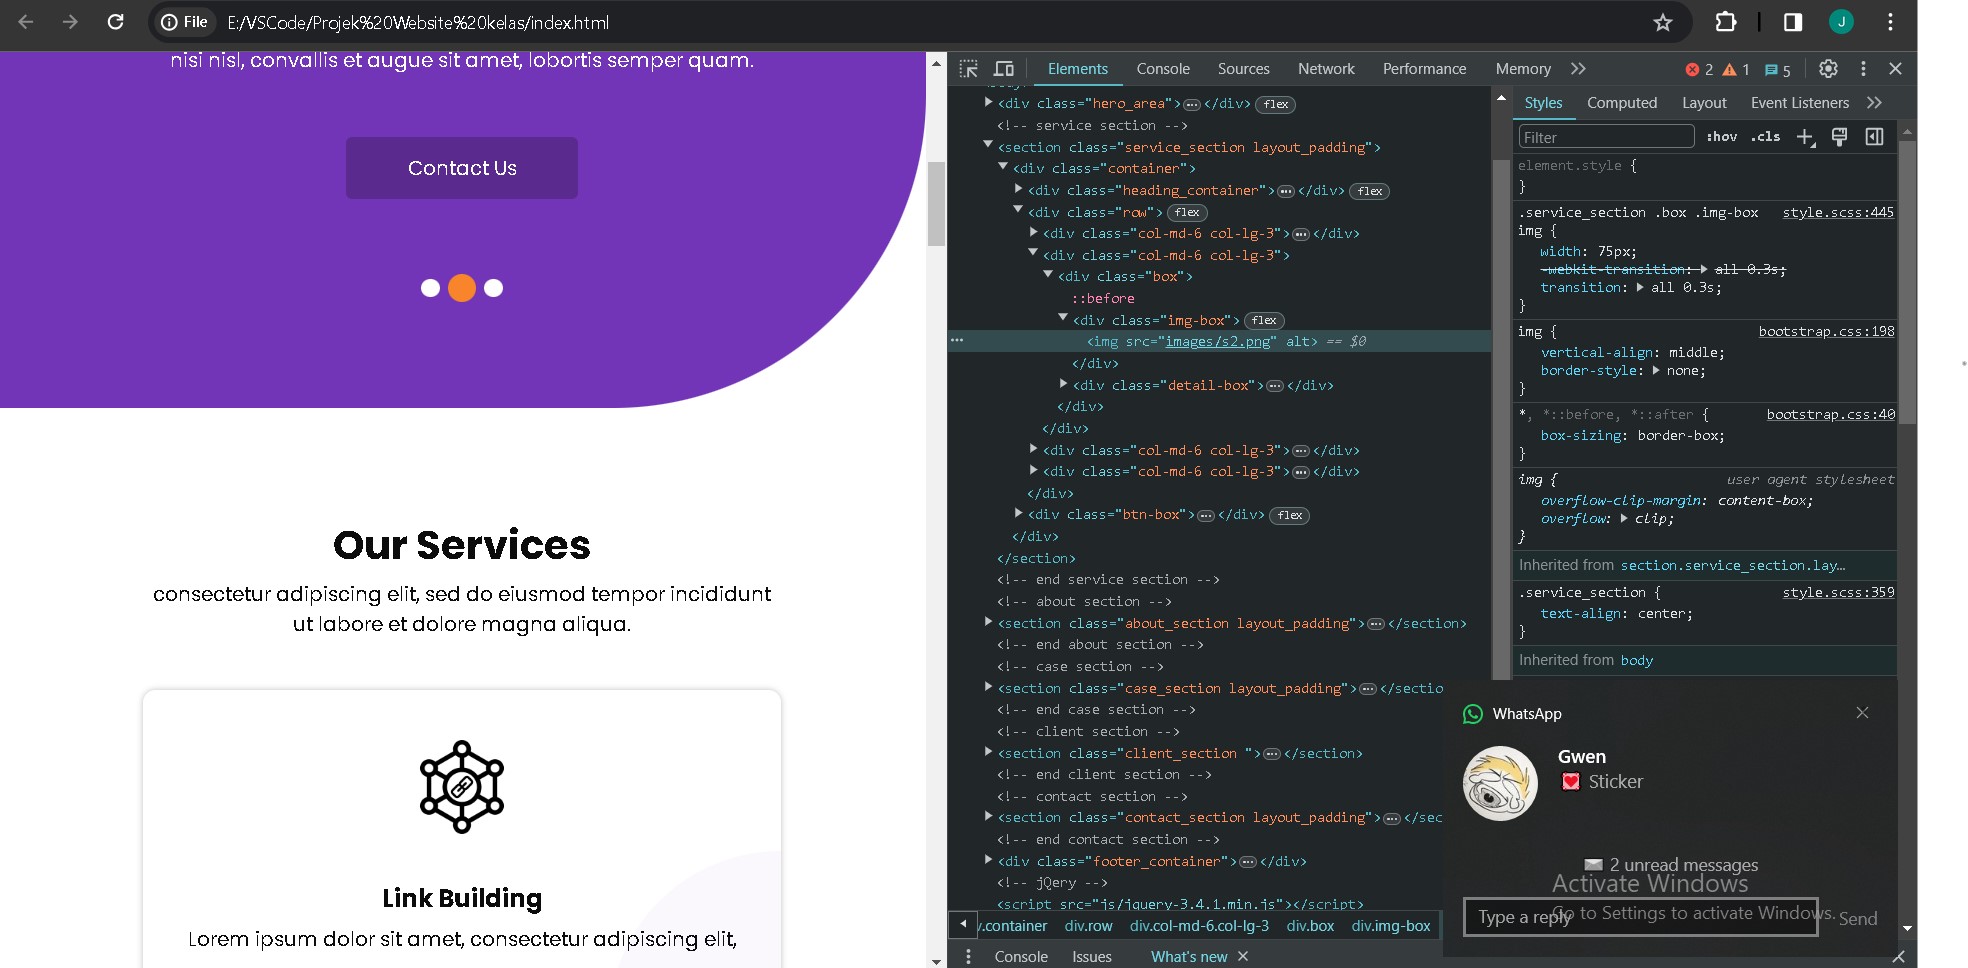 File E:/VSCode/Projek%20Website%20kelas/index.html J
nisi nisl, convallis et augue sit amet, lobortis semper quam.
Contact Us
Our Services
consectetur adipiscing elit, sed do eiusmod tempor incididunt
ut labore et dolore magna aliqua.
Link Building
Lorem ipsum dolor sit amet, consectetur adipiscing elit,
Elements Console Sources Network Performance Memory 2 1 5
<div class="hero_area">…</div> flex
<!-- service section -->
<section class="service_section layout_padding">
<div class="container">
<div class="heading_container">…</div> flex
<div class="row"> flex
<div class="col-md-6 col-lg-3">…</div>
<div class="col-md-6 col-lg-3">
<div class="box">
::before
<div class="img-box"> flex
<img src="images/s2.png" alt> == $0
</div>
<div class="detail-box">…</div>
</div>
</div>
<div class="col-md-6 col-lg-3">…</div>
<div class="col-md-6 col-lg-3">…</div>
</div>
<div class="btn-box">…</div> flex
</div>
</section>
<!-- end service section -->
<!-- about section -->
<section class="about_section layout_padding">…</section>
<!-- end about section -->
<!-- case section -->
<section class="case_section layout_padding">…</sectio
<!-- end case section -->
<!-- client section -->
<section class="client_section ">…</section>
<!-- end client section -->
<!-- contact section -->
<section class="contact_section layout_padding">…</sec
<!-- end contact section -->
<div class="footer_container">…</div>
<!-- jQery -->
<script src="js/jquery-3.4.1.min.js"></script>
.container div.row div.col-md-6.col-lg-3 div.box div.img-box
Console Issues What's new
Styles Computed Layout Event Listeners
Filter :hov .cls
element.style {
}
.service_section .box .img-box style.scss:445
img {
width: 75px;
-webkit-transition: all 0.3s;
transition: all 0.3s;
}
img { bootstrap.css:198
vertical-align: middle;
border-style: none;
}
*, *::before, *::after { bootstrap.css:40
box-sizing: border-box;
}
img { user agent stylesheet
overflow-clip-margin: content-box;
overflow: clip;
}
Inherited from section.service_section.lay…
.service_section { style.scss:359
text-align: center;
}
Inherited from body
WhatsApp
Gwen
Sticker
2 unread messages
Activate Windows
Go to Settings to activate Windows.
Type a reply
Send